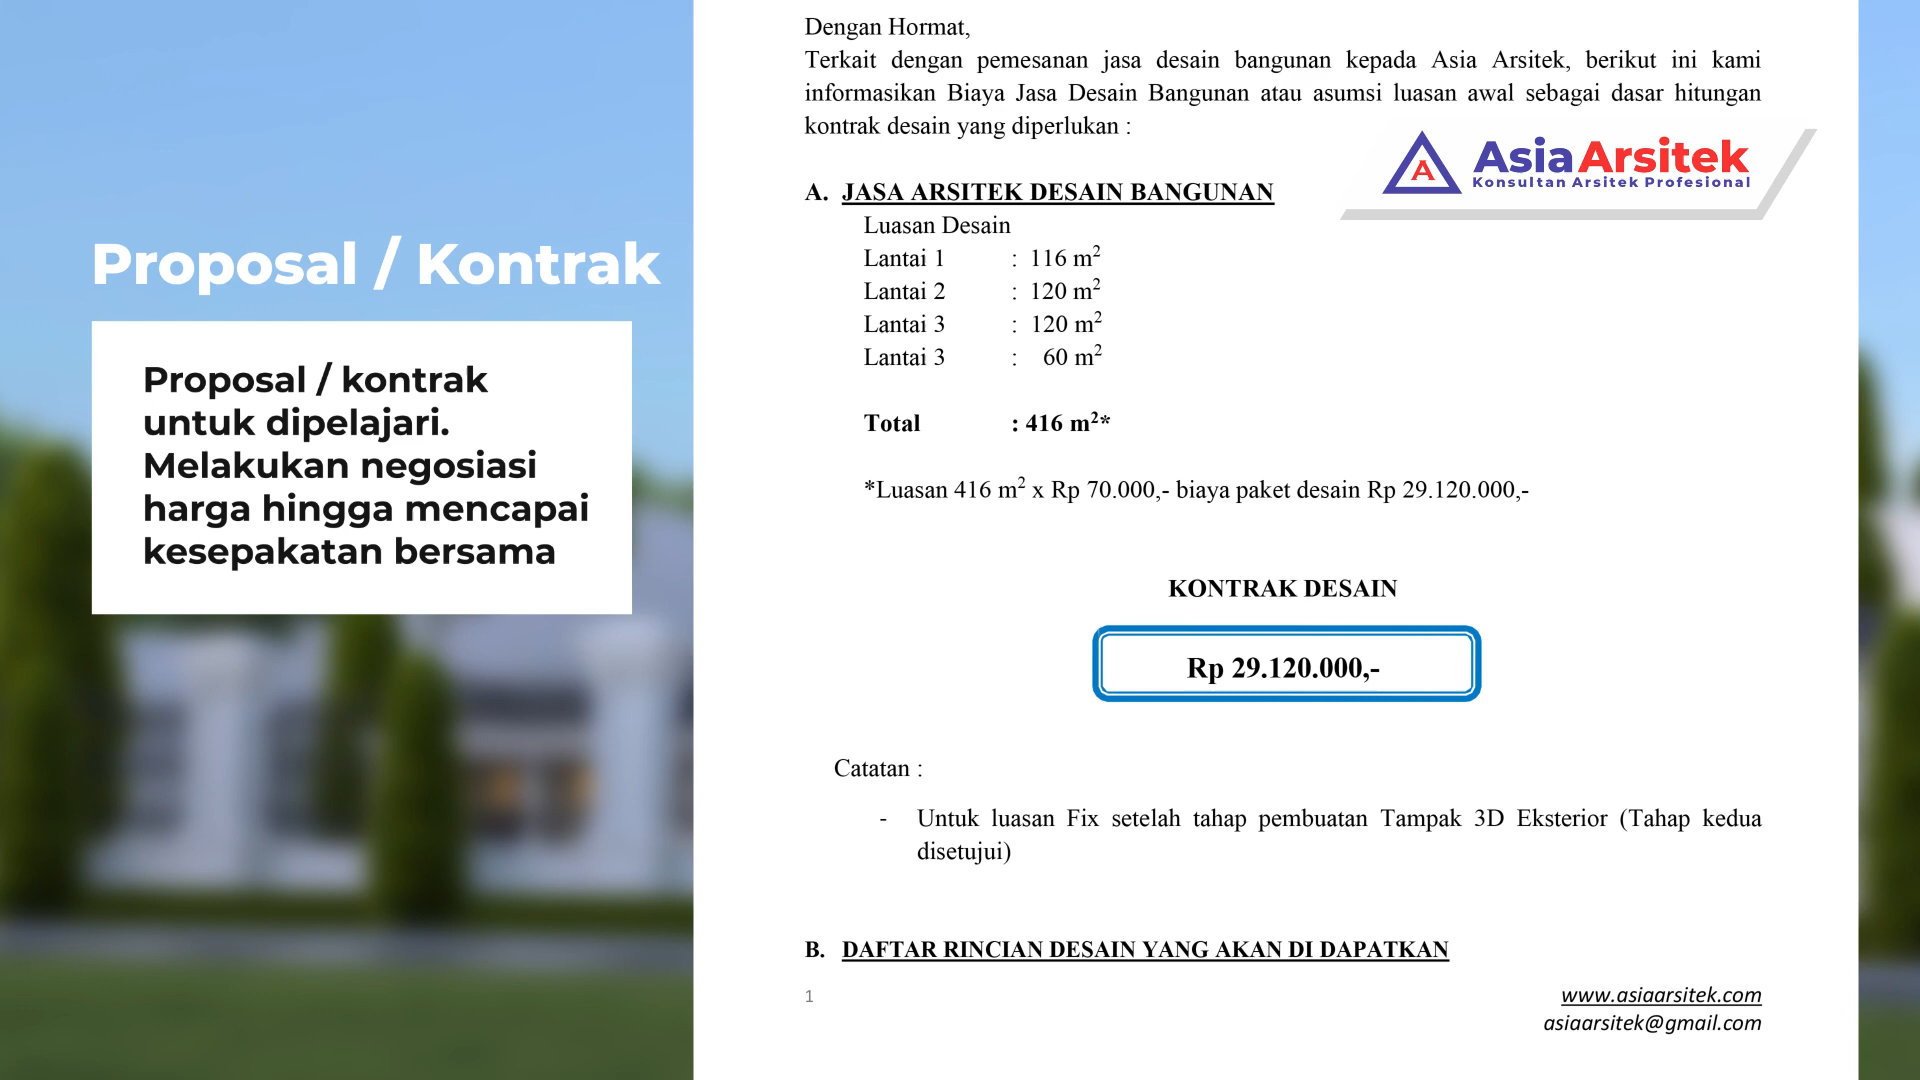 Proposal / Kontrak
Proposal / kontrak
untuk dipelajari.
Melakukan negosiasi
harga hingga mencapai
kesepakatan bersama
Dengan Hormat,
Terkait dengan pemesanan jasa desain bangunan kepada Asia Arsitek, berikut ini kami
informasikan Biaya Jasa Desain Bangunan atau asumsi luasan awal sebagai dasar hitungan
kontrak desain yang diperlukan :
A
AsiaArsitek
Konsultan Arsitek Profesional
A. JASA ARSITEK DESAIN BANGUNAN
Luasan Desain
Lantai 1 : 116 m²
Lantai 2 : 120 m²
Lantai 3 : 120 m²
Lantai 3 : 60 m²
Total : 416 m²*
*Luasan 416 m² x Rp 70.000,- biaya paket desain Rp 29.120.000,-
KONTRAK DESAIN
Rp 29.120.000,-
Catatan :
- Untuk luasan Fix setelah tahap pembuatan Tampak 3D Eksterior (Tahap kedua
disetujui)
B. DAFTAR RINCIAN DESAIN YANG AKAN DI DAPATKAN
1
www.asiaarsitek.com
asiaarsitek@gmail.com